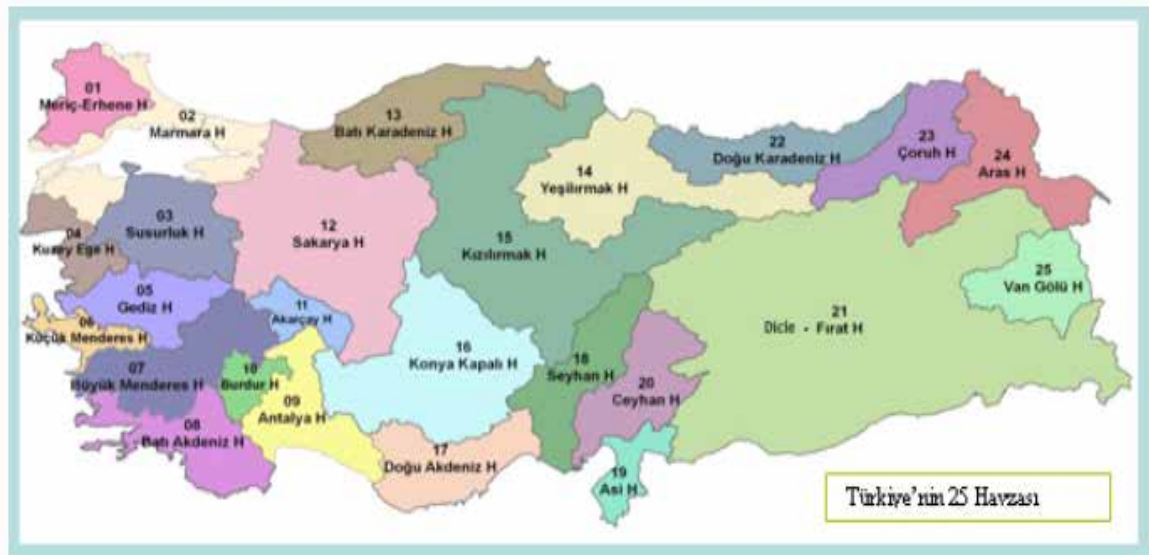 01
Meriç-Erhene H
02
Marmara H
03
Susurluk H
04
Kuzey Ege H
05
Gediz H
06
Küçük Menderes H
07
Büyük Menderes H
08
Batı Akdeniz H
09
Antalya H
10
Burdur H
11
Akarçay H
12
Sakarya H
13
Batı Karadeniz H
14
Yeşilırmak H
15
Kızılırmak H
16
Konya Kapalı H
17
Doğu Akdeniz H
18
Seyhan H
19
Asi H
20
Ceyhan H
21
Dicle - Fırat H
22
Doğu Karadeniz H
23
Çoruh H
24
Aras H
25
Van Gölü H
Türkiye'nin 25 Havzası